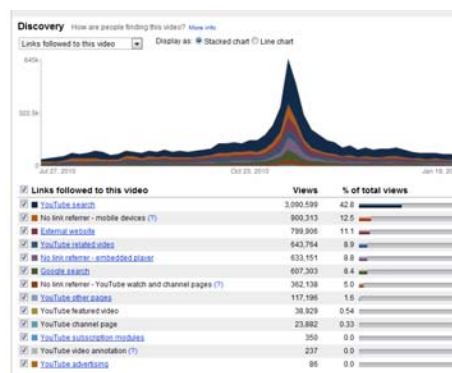 Discovery How are people finding this video? More info
Links followed to this video Display as: Stacked chart Line chart
645k
322.5k
0
Jul 27, 2010 Oct 23, 2010 Jan 19, 20
Links followed to this video Views % of total views
YouTube search 3,090,599 42.8
No link referrer - mobile devices (?) 900,313 12.5
External website 799,906 11.1
YouTube related video 643,764 8.9
No link referrer - embedded player 633,151 8.8
Google search 607,303 8.4
No link referrer - YouTube watch and channel pages (?) 362,138 5.0
YouTube other pages 117,196 1.6
YouTube featured video 38,929 0.54
YouTube channel page 23,882 0.33
YouTube subscription modules 350 0.0
YouTube video annotation (?) 237 0.0
YouTube advertising 86 0.0